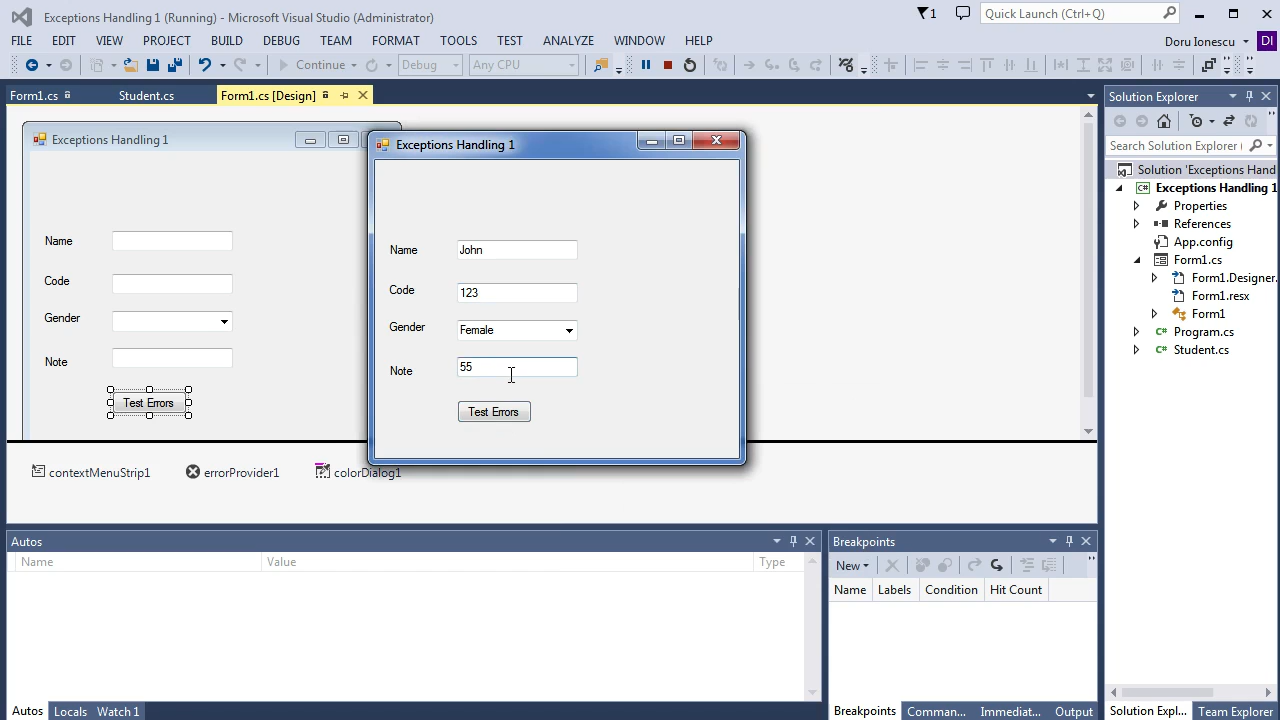 Exceptions Handling 1 (Running) - Microsoft Visual Studio (Administrator)
1
Quick Launch (Ctrl+Q)
FILE EDIT VIEW PROJECT BUILD DEBUG TEAM FORMAT TOOLS TEST ANALYZE WINDOW HELP
Doru Ionescu
DI
Continue
Debug
Any CPU
Form1.cs
Student.cs
Form1.cs [Design]
Exceptions Handling 1
Name
Code
Gender
Note
Test Errors
Exceptions Handling 1
Name John
Code 123
Gender Female
Note 55
Test Errors
contextMenuStrip1
errorProvider1
colorDialog1
Solution Explorer
Search Solution Explorer (
Solution 'Exceptions Hand
Exceptions Handling 1
Properties
References
App.config
Form1.cs
Form1.Designer.
Form1.resx
Form1
Program.cs
Student.cs
Autos
Name Value Type
Autos Locals Watch 1
Breakpoints
New
Name Labels Condition Hit Count
Breakpoints Comman... Immediat... Output
Solution Expl... Team Explorer